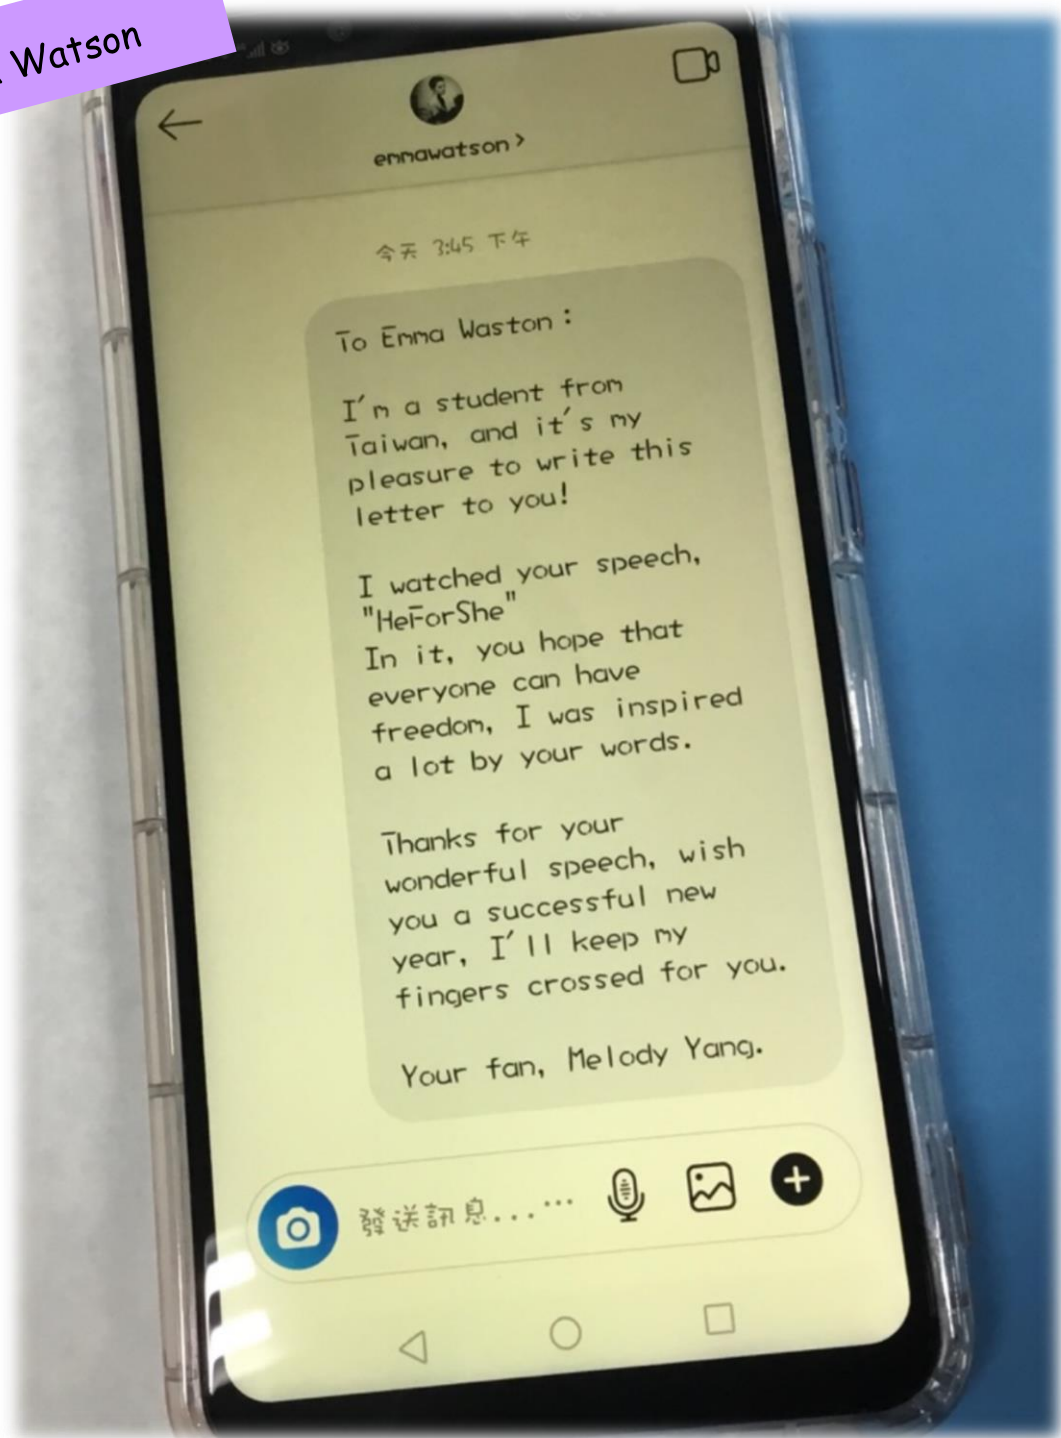 Watson
emmawatson >
今天 3:45 下午
To Emma Waston :
I'm a student from
Taiwan, and it's my
pleasure to write this
letter to you!
I watched your speech,
"HeForShe"
In it, you hope that
everyone can have
freedom, I was inspired
a lot by your words.
Thanks for your
wonderful speech, wish
you a successful new
year, I'll keep my
fingers crossed for you.
Your fan, Melody Yang.
發送訊息...…